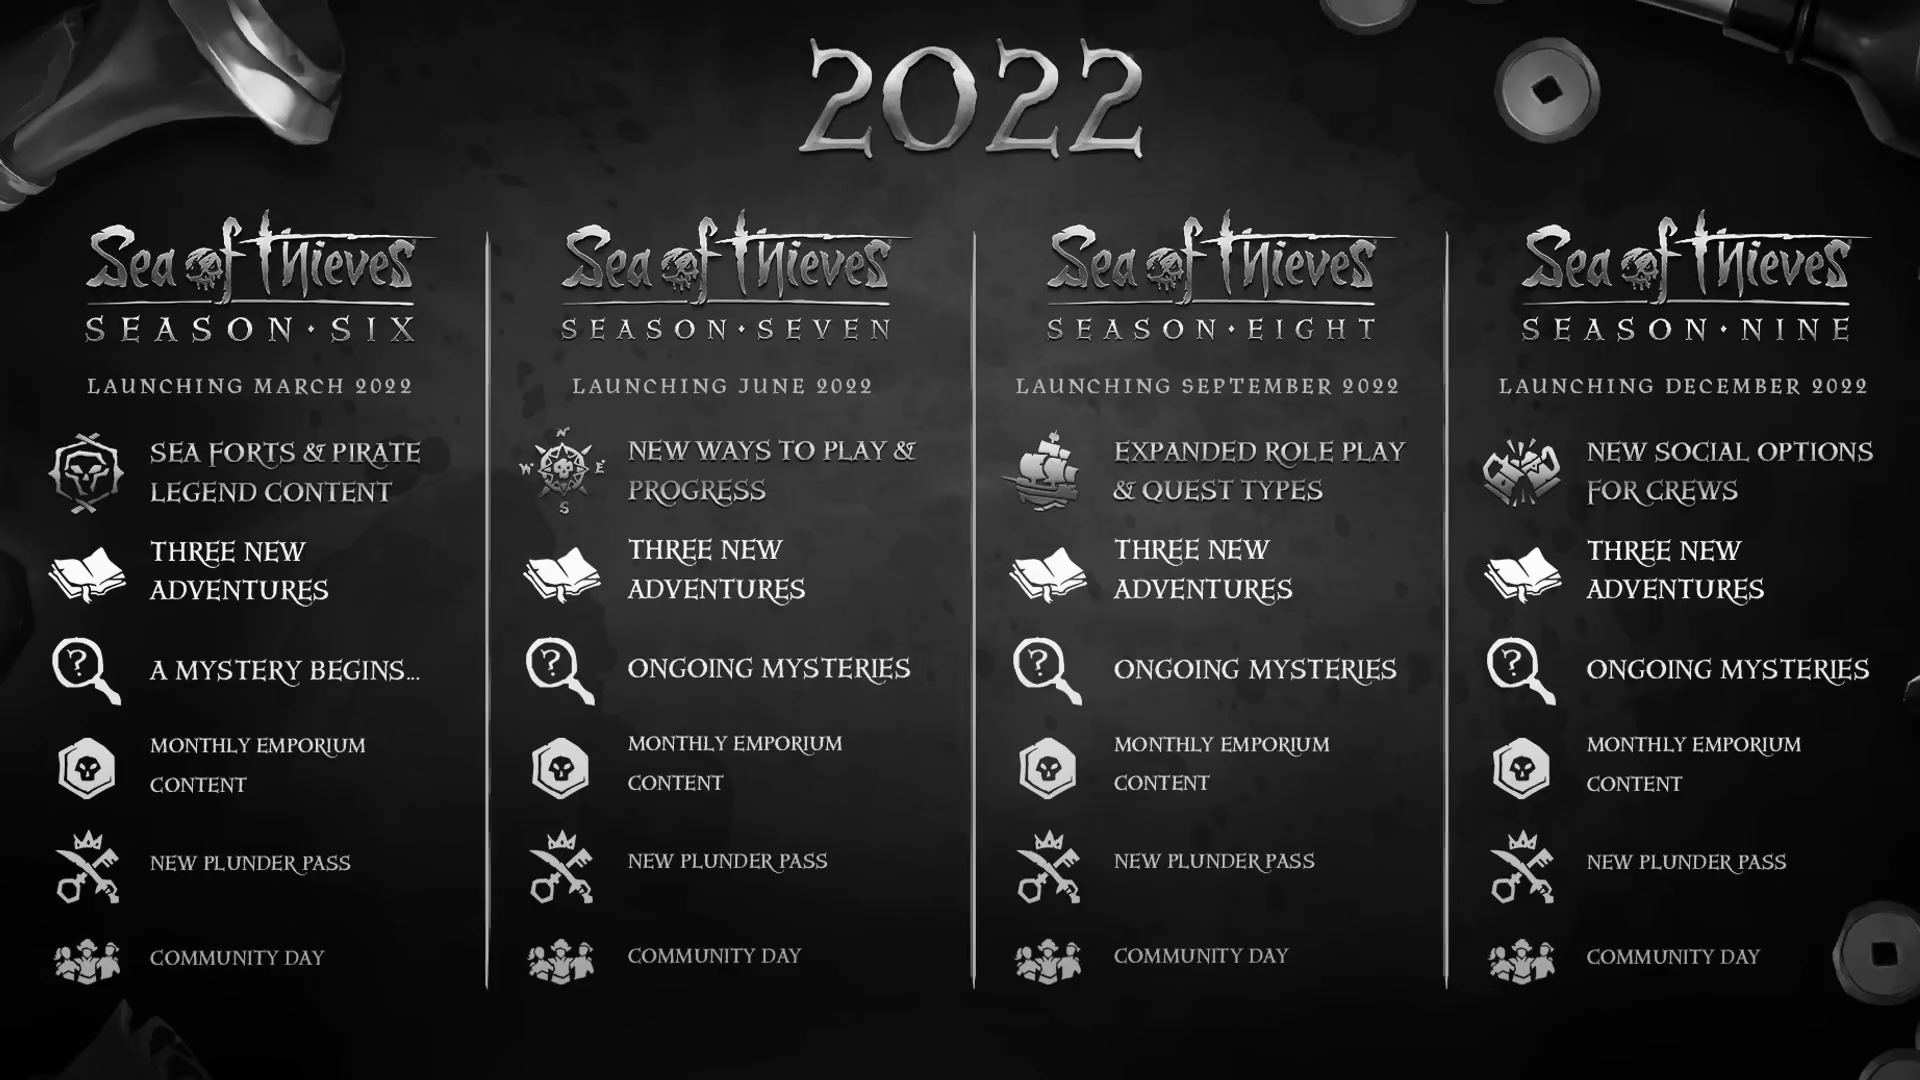 2022
Sea of Thieves
SEASON · SIX
LAUNCHING MARCH 2022
SEA FORTS & PIRATE
LEGEND CONTENT
THREE NEW
ADVENTURES
A MYSTERY BEGINS...
MONTHLY EMPORIUM
CONTENT
NEW PLUNDER PASS
COMMUNITY DAY
Sea of Thieves
SEASON · SEVEN
LAUNCHING JUNE 2022
N
W
E
S
NEW WAYS TO PLAY &
PROGRESS
THREE NEW
ADVENTURES
ONGOING MYSTERIES
MONTHLY EMPORIUM
CONTENT
NEW PLUNDER PASS
COMMUNITY DAY
Sea of Thieves
SEASON · EIGHT
LAUNCHING SEPTEMBER 2022
EXPANDED ROLE PLAY
& QUEST TYPES
THREE NEW
ADVENTURES
ONGOING MYSTERIES
MONTHLY EMPORIUM
CONTENT
NEW PLUNDER PASS
COMMUNITY DAY
Sea of Thieves
SEASON · NINE
LAUNCHING DECEMBER 2022
NEW SOCIAL OPTIONS
FOR CREWS
THREE NEW
ADVENTURES
ONGOING MYSTERIES
MONTHLY EMPORIUM
CONTENT
NEW PLUNDER PASS
COMMUNITY DAY